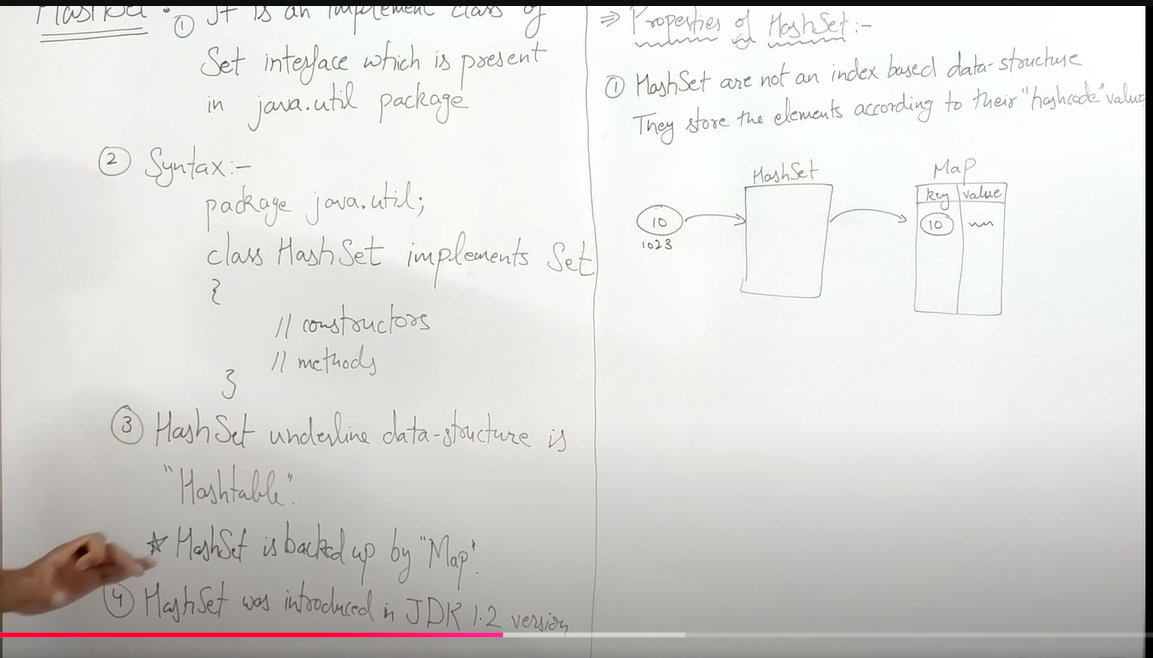 HashSet :- ① It is an implement class of
Set interface which is present
in java.util package
② Syntax:-
package java.util;
class HashSet implements Set
{
// constructors
// methods
}
③ HashSet underline data-structure is
"Hashtable".
☆ HashSet is backed up by "Map".
④ HashSet was introduced in JDK 1.2 version
⇒ Properties of HashSet:-
① HashSet are not an index based data-structure
They store the elements according to their "hashcode" value
HashSet
Map
key value
10
10
1023